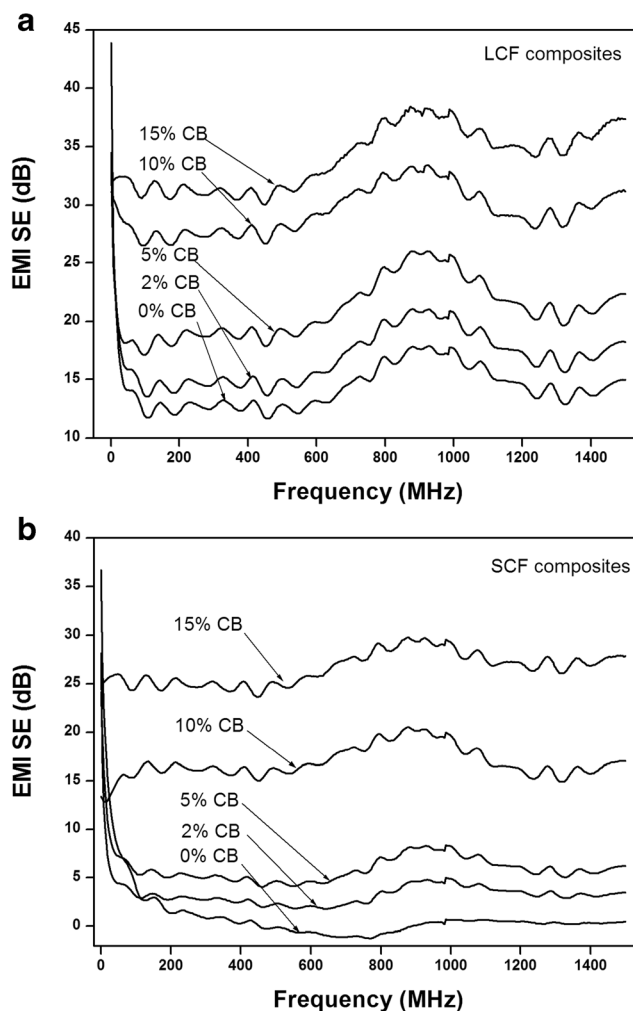 a
45
40
35
30
25
20
15
10
EMI SE (dB)
LCF composites
15% CB
10% CB
5% CB
2% CB
0% CB
0 200 400 600 800 1000 1200 1400
Frequency (MHz)
b
40
35
30
25
20
15
10
5
0
EMI SE (dB)
SCF composites
15% CB
10% CB
5% CB
2% CB
0% CB
0 200 400 600 800 1000 1200 1400
Frequency (MHz)